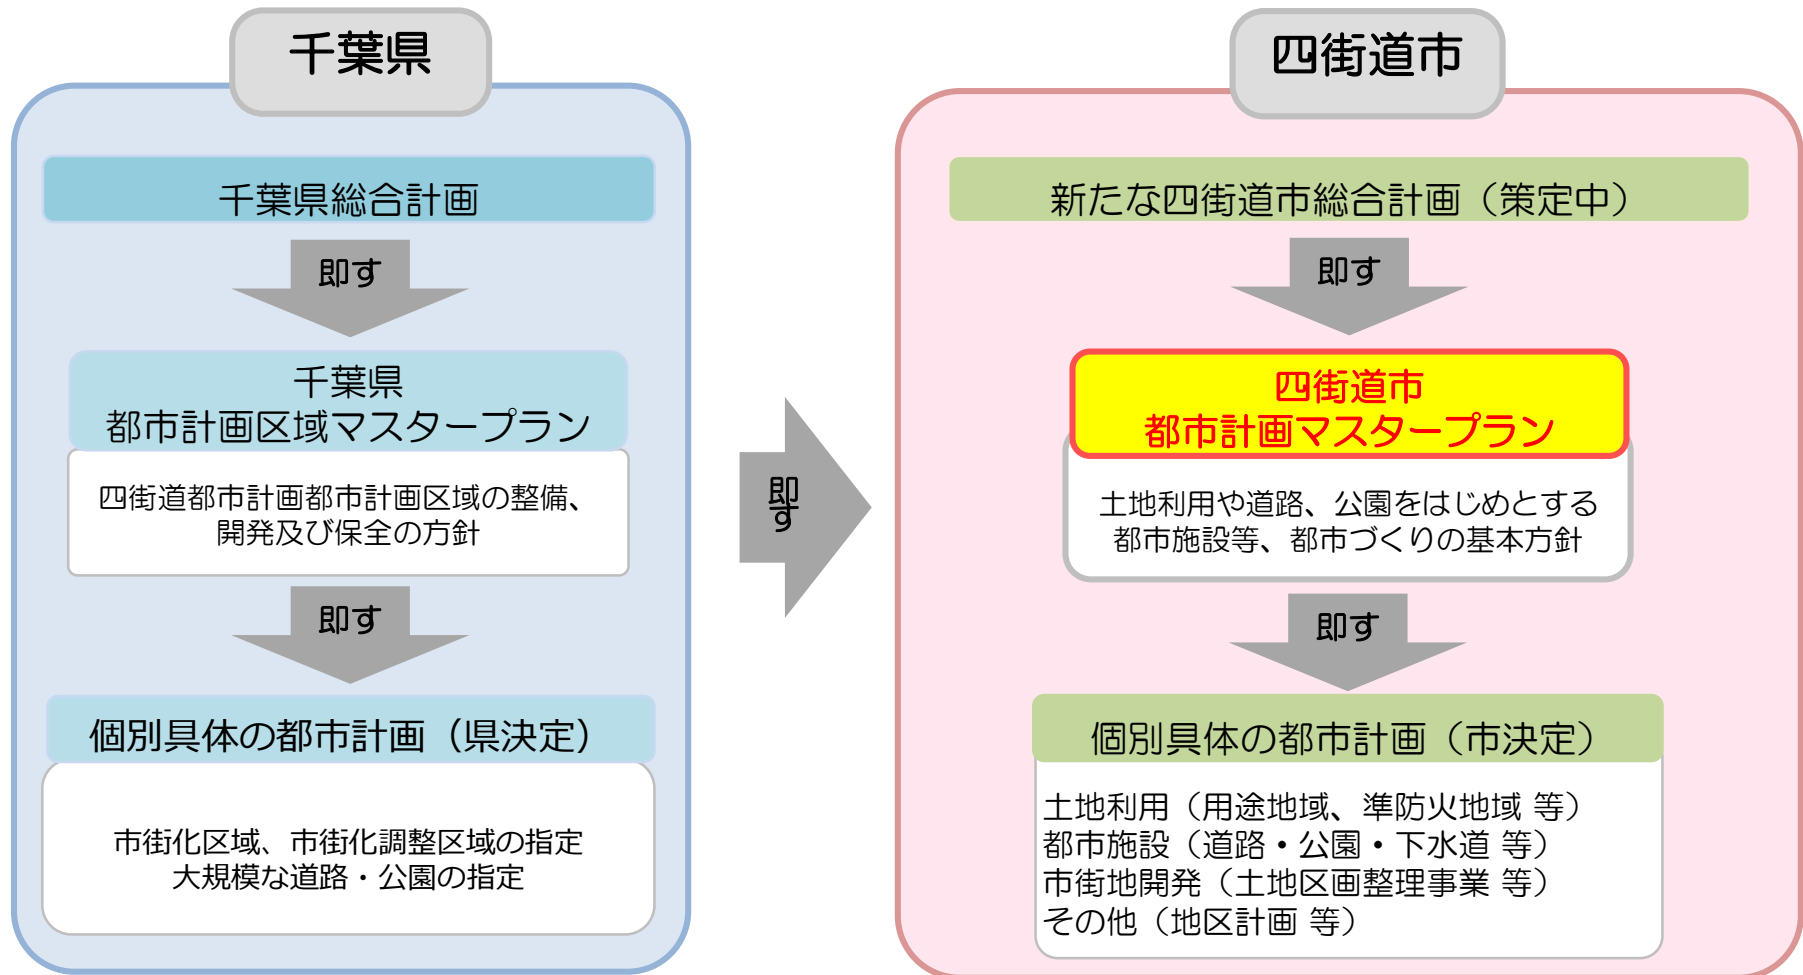 千葉県
千葉県総合計画
即す
千葉県
都市計画区域マスタープラン
四街道都市計画都市計画区域の整備、
開発及び保全の方針
即す
個別具体の都市計画（県決定）
市街化区域、市街化調整区域の指定
大規模な道路・公園の指定
即す
四街道市
新たな四街道市総合計画（策定中）
即す
四街道市
都市計画マスタープラン
土地利用や道路、公園をはじめとする
都市施設等、都市づくりの基本方針
即す
個別具体の都市計画（市決定）
土地利用（用途地域、準防火地域 等）
都市施設（道路・公園・下水道 等）
市街地開発（土地区画整理事業 等）
その他（地区計画 等）